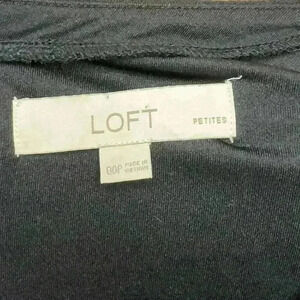 LOFT
PETITES
00P
MADE IN
VIETNAM